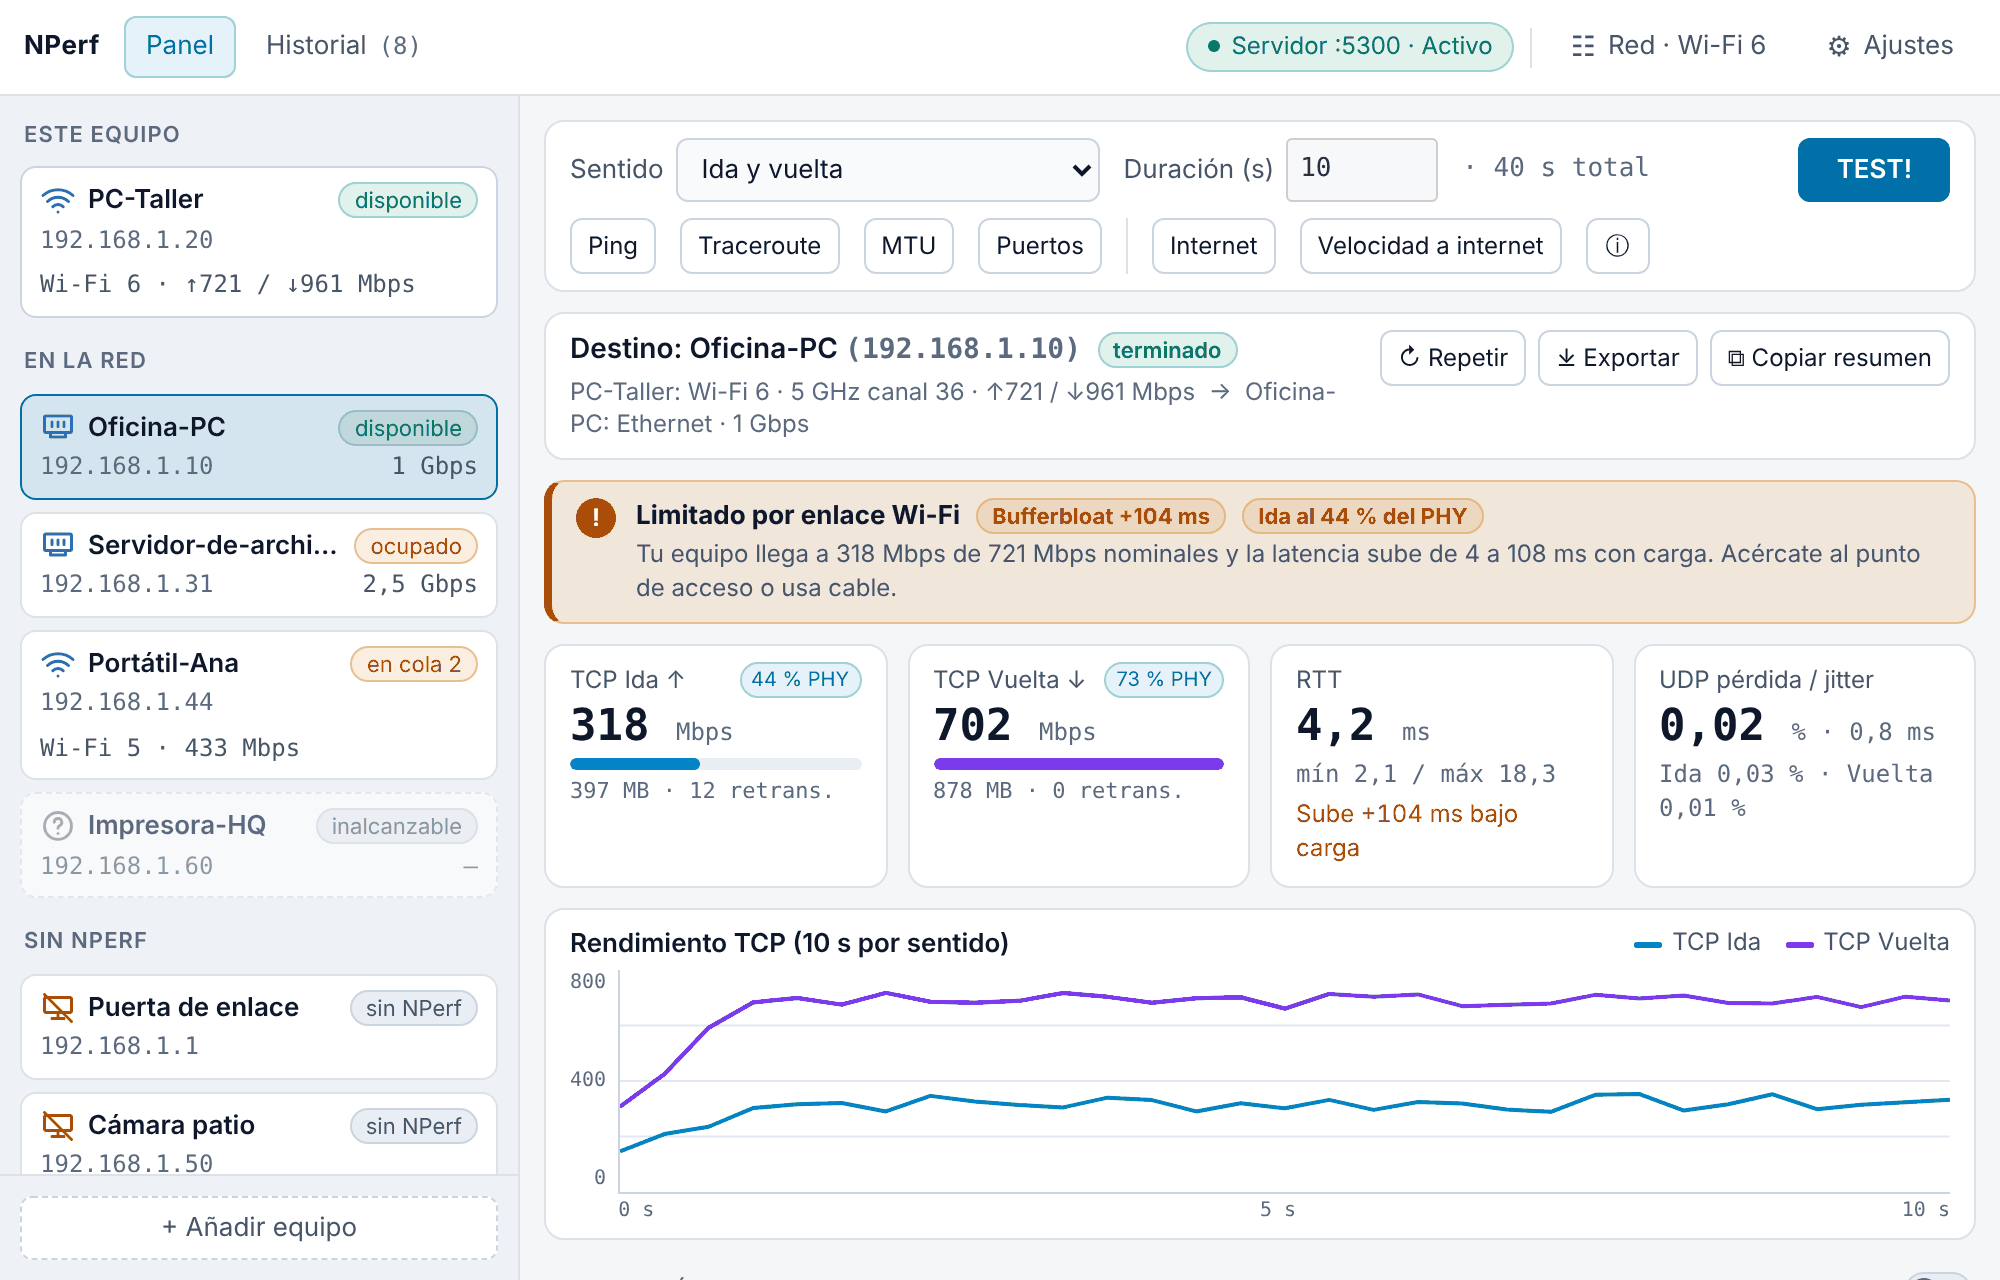 NPerf
Panel
Historial (8)
Servidor :5300 · Activo
Red · Wi-Fi 6
Ajustes
ESTE EQUIPO
PC-Taller
disponible
192.168.1.20
Wi-Fi 6 · ↑721 / ↓961 Mbps
EN LA RED
Oficina-PC
disponible
192.168.1.10
1 Gbps
Servidor-de-archi...
ocupado
192.168.1.31
2,5 Gbps
Portátil-Ana
en cola 2
192.168.1.44
Wi-Fi 5 · 433 Mbps
Impresora-HQ
inalcanzable
192.168.1.60
—
SIN NPERF
Puerta de enlace
sin NPerf
192.168.1.1
Cámara patio
sin NPerf
192.168.1.50
+ Añadir equipo
Sentido
Ida y vuelta
Duración (s)
10
· 40 s total
TEST!
Ping
Traceroute
MTU
Puertos
Internet
Velocidad a internet
ⓘ
Destino: Oficina-PC (192.168.1.10)
terminado
↻ Repetir
Exportar
Copiar resumen
PC-Taller: Wi-Fi 6 · 5 GHz canal 36 · ↑721 / ↓961 Mbps → Oficina-
PC: Ethernet · 1 Gbps
!
Limitado por enlace Wi-Fi
Bufferbloat +104 ms
Ida al 44 % del PHY
Tu equipo llega a 318 Mbps de 721 Mbps nominales y la latencia sube de 4 a 108 ms con carga. Acércate al punto
de acceso o usa cable.
TCP Ida ↑
44 % PHY
318 Mbps
397 MB · 12 retrans.
TCP Vuelta ↓
73 % PHY
702 Mbps
878 MB · 0 retrans.
RTT
4,2 ms
mín 2,1 / máx 18,3
Sube +104 ms bajo
carga
UDP pérdida / jitter
0,02 % · 0,8 ms
Ida 0,03 % · Vuelta
0,01 %
Rendimiento TCP (10 s por sentido)
TCP Ida
TCP Vuelta
800
400
0
0 s
5 s
10 s